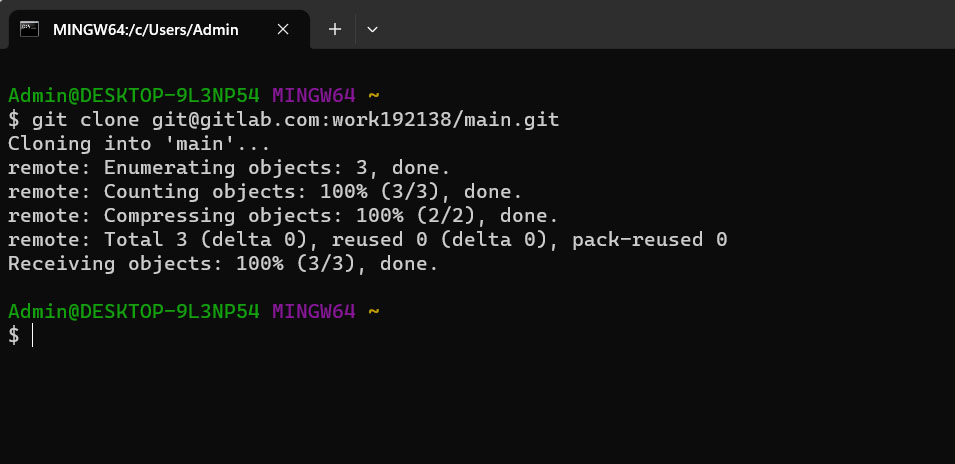 MINGW64:/c/Users/Admin
Admin@DESKTOP-9L3NP54 MINGW64 ~
$ git clone git@gitlab.com:work192138/main.git
Cloning into 'main'...
remote: Enumerating objects: 3, done.
remote: Counting objects: 100% (3/3), done.
remote: Compressing objects: 100% (2/2), done.
remote: Total 3 (delta 0), reused 0 (delta 0), pack-reused 0
Receiving objects: 100% (3/3), done.
Admin@DESKTOP-9L3NP54 MINGW64 ~
$